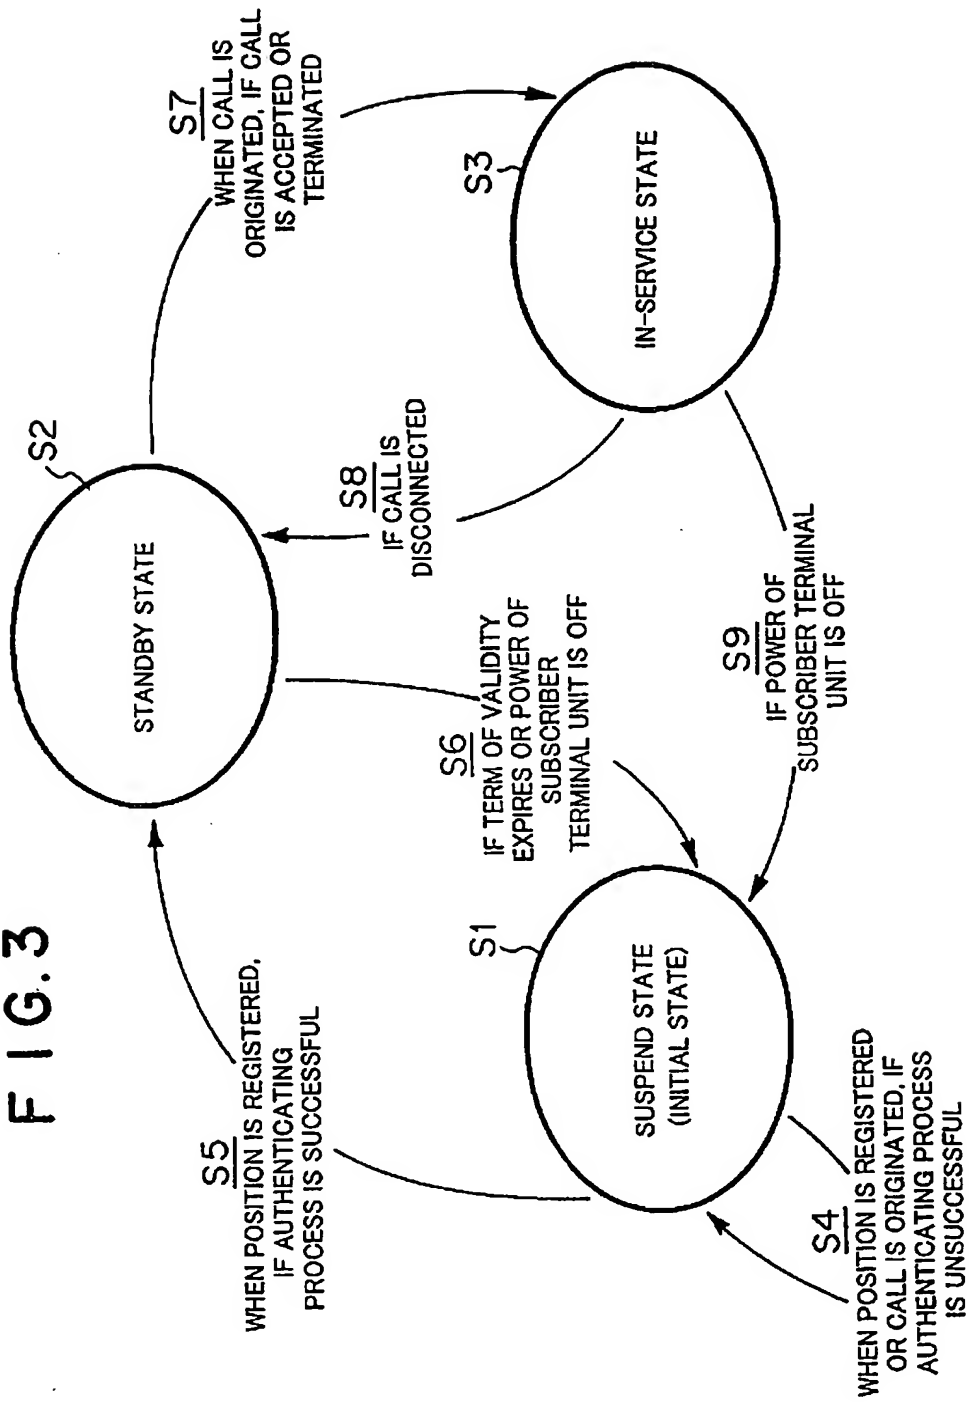 FIG.3
S2
STANDBY STATE
S5
WHEN POSITION IS REGISTERED,
IF AUTHENTICATING
PROCESS IS SUCCESSFUL
S6
IF TERM OF VALIDITY
EXPIRES OR POWER OF
SUBSCRIBER
TERMINAL UNIT IS OFF
S8
IF CALL IS
DISCONNECTED
S7
WHEN CALL IS
ORIGINATED, IF CALL
IS ACCEPTED OR
TERMINATED
S1
SUSPEND STATE
(INITIAL STATE)
S3
IN-SERVICE STATE
S9
IF POWER OF
SUBSCRIBER TERMINAL
UNIT IS OFF
S4
WHEN POSITION IS REGISTERED
OR CALL IS ORIGINATED, IF
AUTHENTICATING PROCESS
IS UNSUCCESSFUL